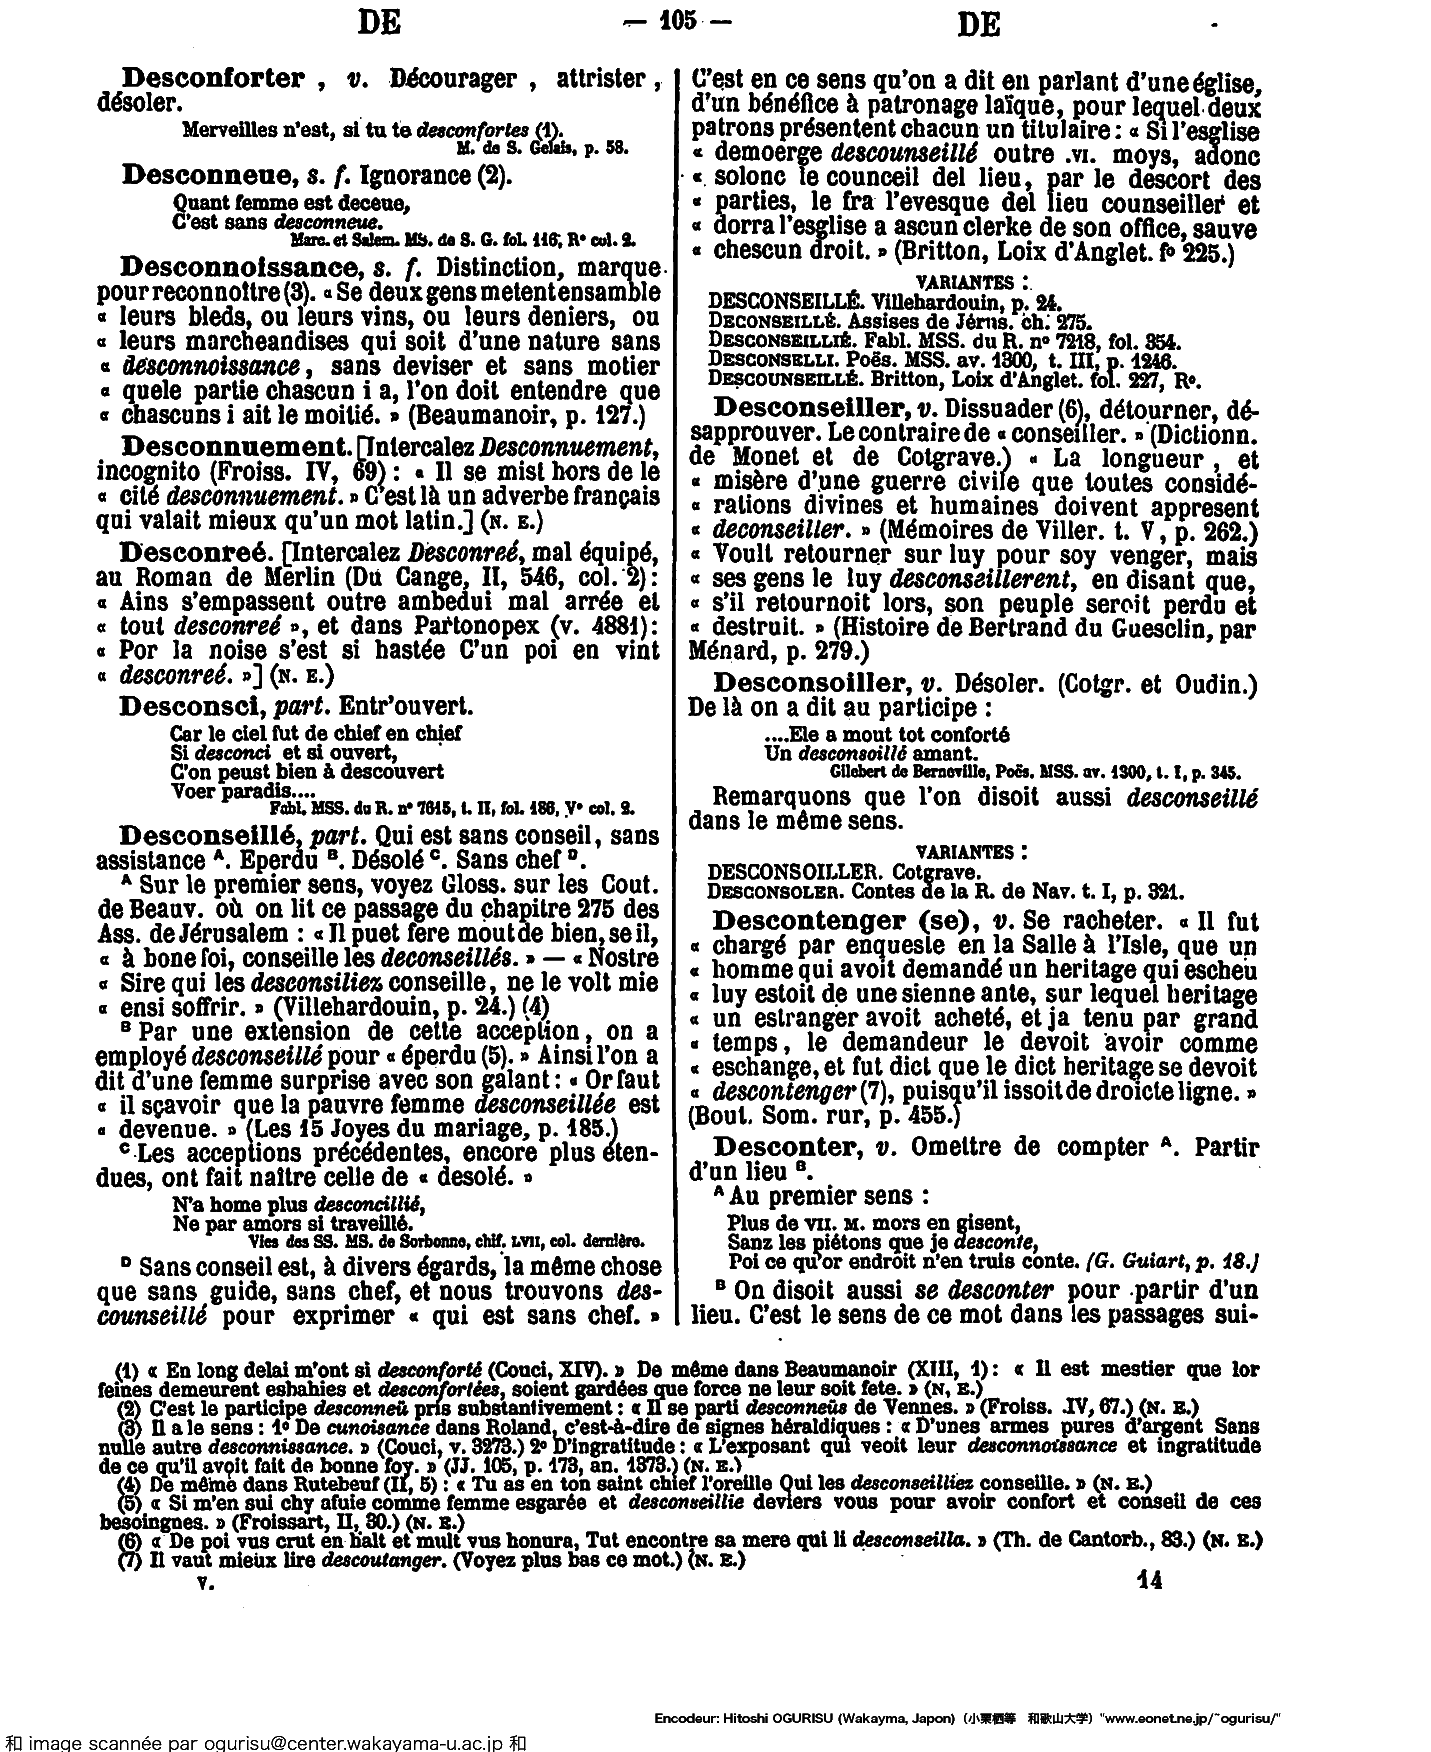 DE — 105 — DE
Desconforter, v. Décourager, attrister,
désoler.
Merveilles n'est, si tu te desconfortes (1).
M. de S. Gelais, p. 58.
Desconneue, s. f. Ignorance (2).
Quant femme est deceue,
C'est sans desconneue.
Marc. et Salem. MS. de S. G. fol. 116, R° col. 2.
Desconnoissance, s. f. Distinction, marque
pour reconnoître (3). « Se deux gens metent ensamble
« leurs bleds, ou leurs vins, ou leurs deniers, ou
« leurs marcheandises qui soit d'une nature sans
« desconnoissance, sans deviser et sans motier
« quele partie chascun i a, l'on doit entendre que
« chascuns i ait le moitié. » (Beaumanoir, p. 127.)
Desconnuement. [Intercalez Desconnuement,
incognito (Froiss. IV, 69) : « Il se mist hors de le
« cité desconnuement. » C'est là un adverbe français
qui valait mieux qu'un mot latin.] (N. E.)
Desconreé. [Intercalez Desconreé, mal équipé,
au Roman de Merlin (Du Cange, II, 546, col. 2) :
« Ains s'empassent outre ambedui mal arrée et
« tout desconreé », et dans Partonopex (v. 4881) :
« Por la noise s'est si hastée C'un poi en vint
« desconreé. »] (N. E.)
Desconsci, part. Entr'ouvert.
Car le ciel fut de chief en chief
Si desconci et si ouvert,
C'on peust bien à descouvert
Voer paradis....
Fabl. MSS. du R. n° 7615, t. II, fol. 186, V° col. 2.
Desconseillé, part. Qui est sans conseil, sans
assistance A. Eperdu B. Désolé C. Sans chef D.
A Sur le premier sens, voyez Gloss. sur les Cout.
de Beauv. où on lit ce passage du chapitre 275 des
Ass. de Jérusalem : « Il puet fere mout de bien, se il,
« à bone foi, conseille les deconseillés. » — « Nostre
« Sire qui les desconsiliez conseille, ne le volt mie
« ensi soffrir. » (Villehardouin, p. 24.) (4)
B Par une extension de cette acception, on a
employé desconseillé pour « éperdu (5). » Ainsi l'on a
dit d'une femme surprise avec son galant : « Or faut
« il sçavoir que la pauvre femme desconseillée est
« devenue. » (Les 15 Joyes du mariage, p. 185.)
C Les acceptions précédentes, encore plus éten-
dues, ont fait naître celle de « desolé. »
N'a home plus desconcillié,
Ne par amors si traveillé.
Vies des SS. MS. de Sorbonne, chif. LVII, col. dernière.
D Sans conseil est, à divers égards, la même chose
que sans guide, sans chef, et nous trouvons des-
counseillé pour exprimer « qui est sans chef. »
C'est en ce sens qu'on a dit en parlant d'une église,
d'un bénéfice à patronage laïque, pour lequel deux
patrons présentent chacun un titulaire : « Si l'esglise
« demoerge descounseillé outre .VI. moys, adonc
« solonc le counceil del lieu, par le descort des
« parties, le fra l'evesque del lieu counseiller et
« dorra l'esglise a ascun clerke de son office, sauve
« chescun droit. » (Britton, Loix d'Anglet. f° 225.)
VARIANTES :
DESCONSEILLÉ. Villehardouin, p. 24.
DECONSEILLÉ. Assises de Jérus. ch. 275.
DESCONSEILLIÉ. Fabl. MSS. du R. n° 7218, fol. 354.
DESCONSELLI. Poës. MSS. av. 1300, t. III, p. 1246.
DESCOUNSEILLÉ. Britton, Loix d'Anglet. fol. 227, R°.
Desconseiller, v. Dissuader (6), détourner, dé-
sapprouver. Le contraire de « conseiller. » (Dictionn.
de Monet et de Cotgrave.) « La longueur, et
« misère d'une guerre civile que toutes considé-
« rations divines et humaines doivent appresent
« deconseiller. » (Mémoires de Viller. t. V, p. 262.)
« Voult retourner sur luy pour soy venger, mais
« ses gens le luy desconseillerent, en disant que,
« s'il retournoit lors, son peuple seroit perdu et
« destruit. » (Histoire de Bertrand du Guesclin, par
Ménard, p. 279.)
Desconsoiller, v. Désoler. (Cotgr. et Oudin.)
De là on a dit au participe :
....Ele a mout tot conforté
Un desconsoillé amant.
Gilebert de Berneville, Poës. MSS. av. 1300, t. I, p. 345.
Remarquons que l'on disoit aussi desconseillé
dans le même sens.
VARIANTES :
DESCONSOILLER. Cotgrave.
DESCONSOLER. Contes de la R. de Nav. t. I, p. 321.
Descontenger (se), v. Se racheter. « Il fut
« chargé par enqueste en la Salle à l'Isle, que un
« homme qui avoit demandé un heritage qui escheu
« luy estoit de une sienne ante, sur lequel heritage
« un estranger avoit acheté, et ja tenu par grand
« temps, le demandeur le devoit avoir comme
« eschange, et fut dict que le dict heritage se devoit
« descontenger (7), puisqu'il issoit de droicte ligne. »
(Bout. Som. rur, p. 455.)
Desconter, v. Omettre de compter A. Partir
d'un lieu B.
A Au premier sens :
Plus de VII. M. mors en gisent,
Sanz les piétons que je desconte,
Poi ce qu'or endroit n'en truis conte. (G. Guiart, p. 18.)
B On disoit aussi se desconter pour partir d'un
lieu. C'est le sens de ce mot dans les passages sui-
(1) « En long delai m'ont si desconforté (Couci, XIV). » De même dans Beaumanoir (XIII, 1) : « Il est mestier que lor
feines demeurent esbahies et desconfortées, soient gardées que force ne leur soit fete. » (N. E.)
(2) C'est le participe desconneü pris substantivement : « Il se parti desconneüs de Vennes. » (Froiss. IV, 67.) (N. E.)
(3) Il a le sens : 1° De cunoisance dans Roland, c'est-à-dire de signes héraldiques : « D'unes armes pures d'argent Sans
nulle autre desconnissance. » (Couci, v. 3273.) 2° D'ingratitude : « L'exposant qui veoit leur desconnoissance et ingratitude
de ce qu'il avoit fait de bonne foy. » (JJ. 105, p. 173, an. 1373.) (N. E.)
(4) De même dans Rutebeuf (II, 5) : « Tu as en ton saint chief l'oreille Qui les desconseilliez conseille. » (N. E.)
(5) « Si m'en sui chy afuie comme femme esgarée et desconseillie deviers vous pour avoir confort et conseil de ces
besoingnes. » (Froissart, II, 30.) (N. E.)
(6) « De poi vus crut en halt et mult vus honura, Tut encontre sa mere qui li desconseilla. » (Th. de Cantorb., 83.) (N. E.)
(7) Il vaut mieux lire descoutanger. (Voyez plus bas ce mot.) (N. E.)
V. 14
Encodeur: Hitoshi OGURISU (Wakayma, Japon) (小栗栖等 和歌山大学) "www.eonet.ne.jp/~ogurisu/"
和 image scannée par ogurisu@center.wakayama-u.ac.jp 和